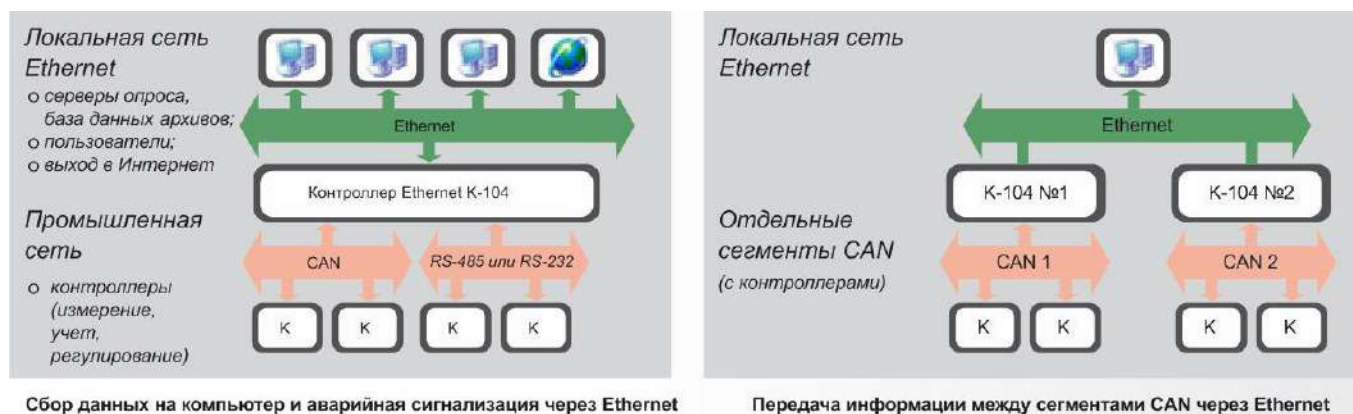 Локальная сеть
Ethernet
о серверы опроса,
база данных архивов;
о пользователи;
о выход в Интернет
Ethernet
Контроллер Ethernet К-104
Промышленная
сеть
CAN
RS-485 или RS-232
о контроллеры
(измерение,
учет,
регулирование)
К
К
К
К
Сбор данных на компьютер и аварийная сигнализация через Ethernet
Локальная сеть
Ethernet
Ethernet
К-104 №1
К-104 №2
Отдельные
сегменты CAN
(с контроллерами)
CAN 1
CAN 2
К
К
К
К
Передача информации между сегментами CAN через Ethernet